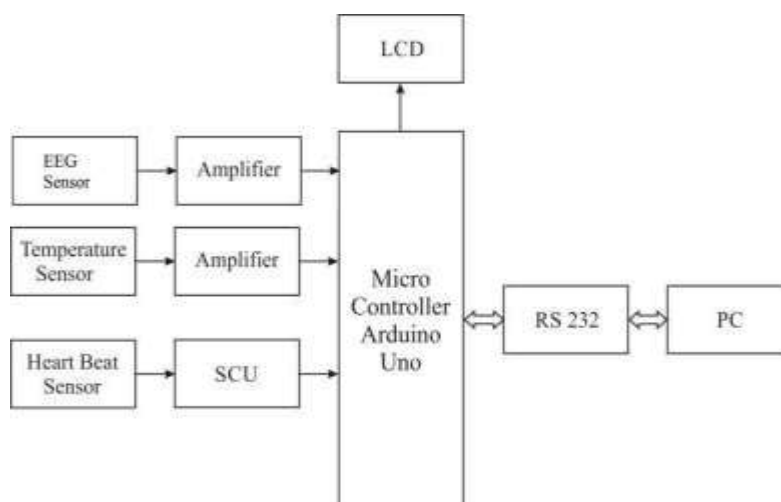 LCD
EEG
Sensor
Amplifier
Temperature
Sensor
Amplifier
Heart Beat
Sensor
SCU
Micro
Controller
Arduino
Uno
RS 232
PC